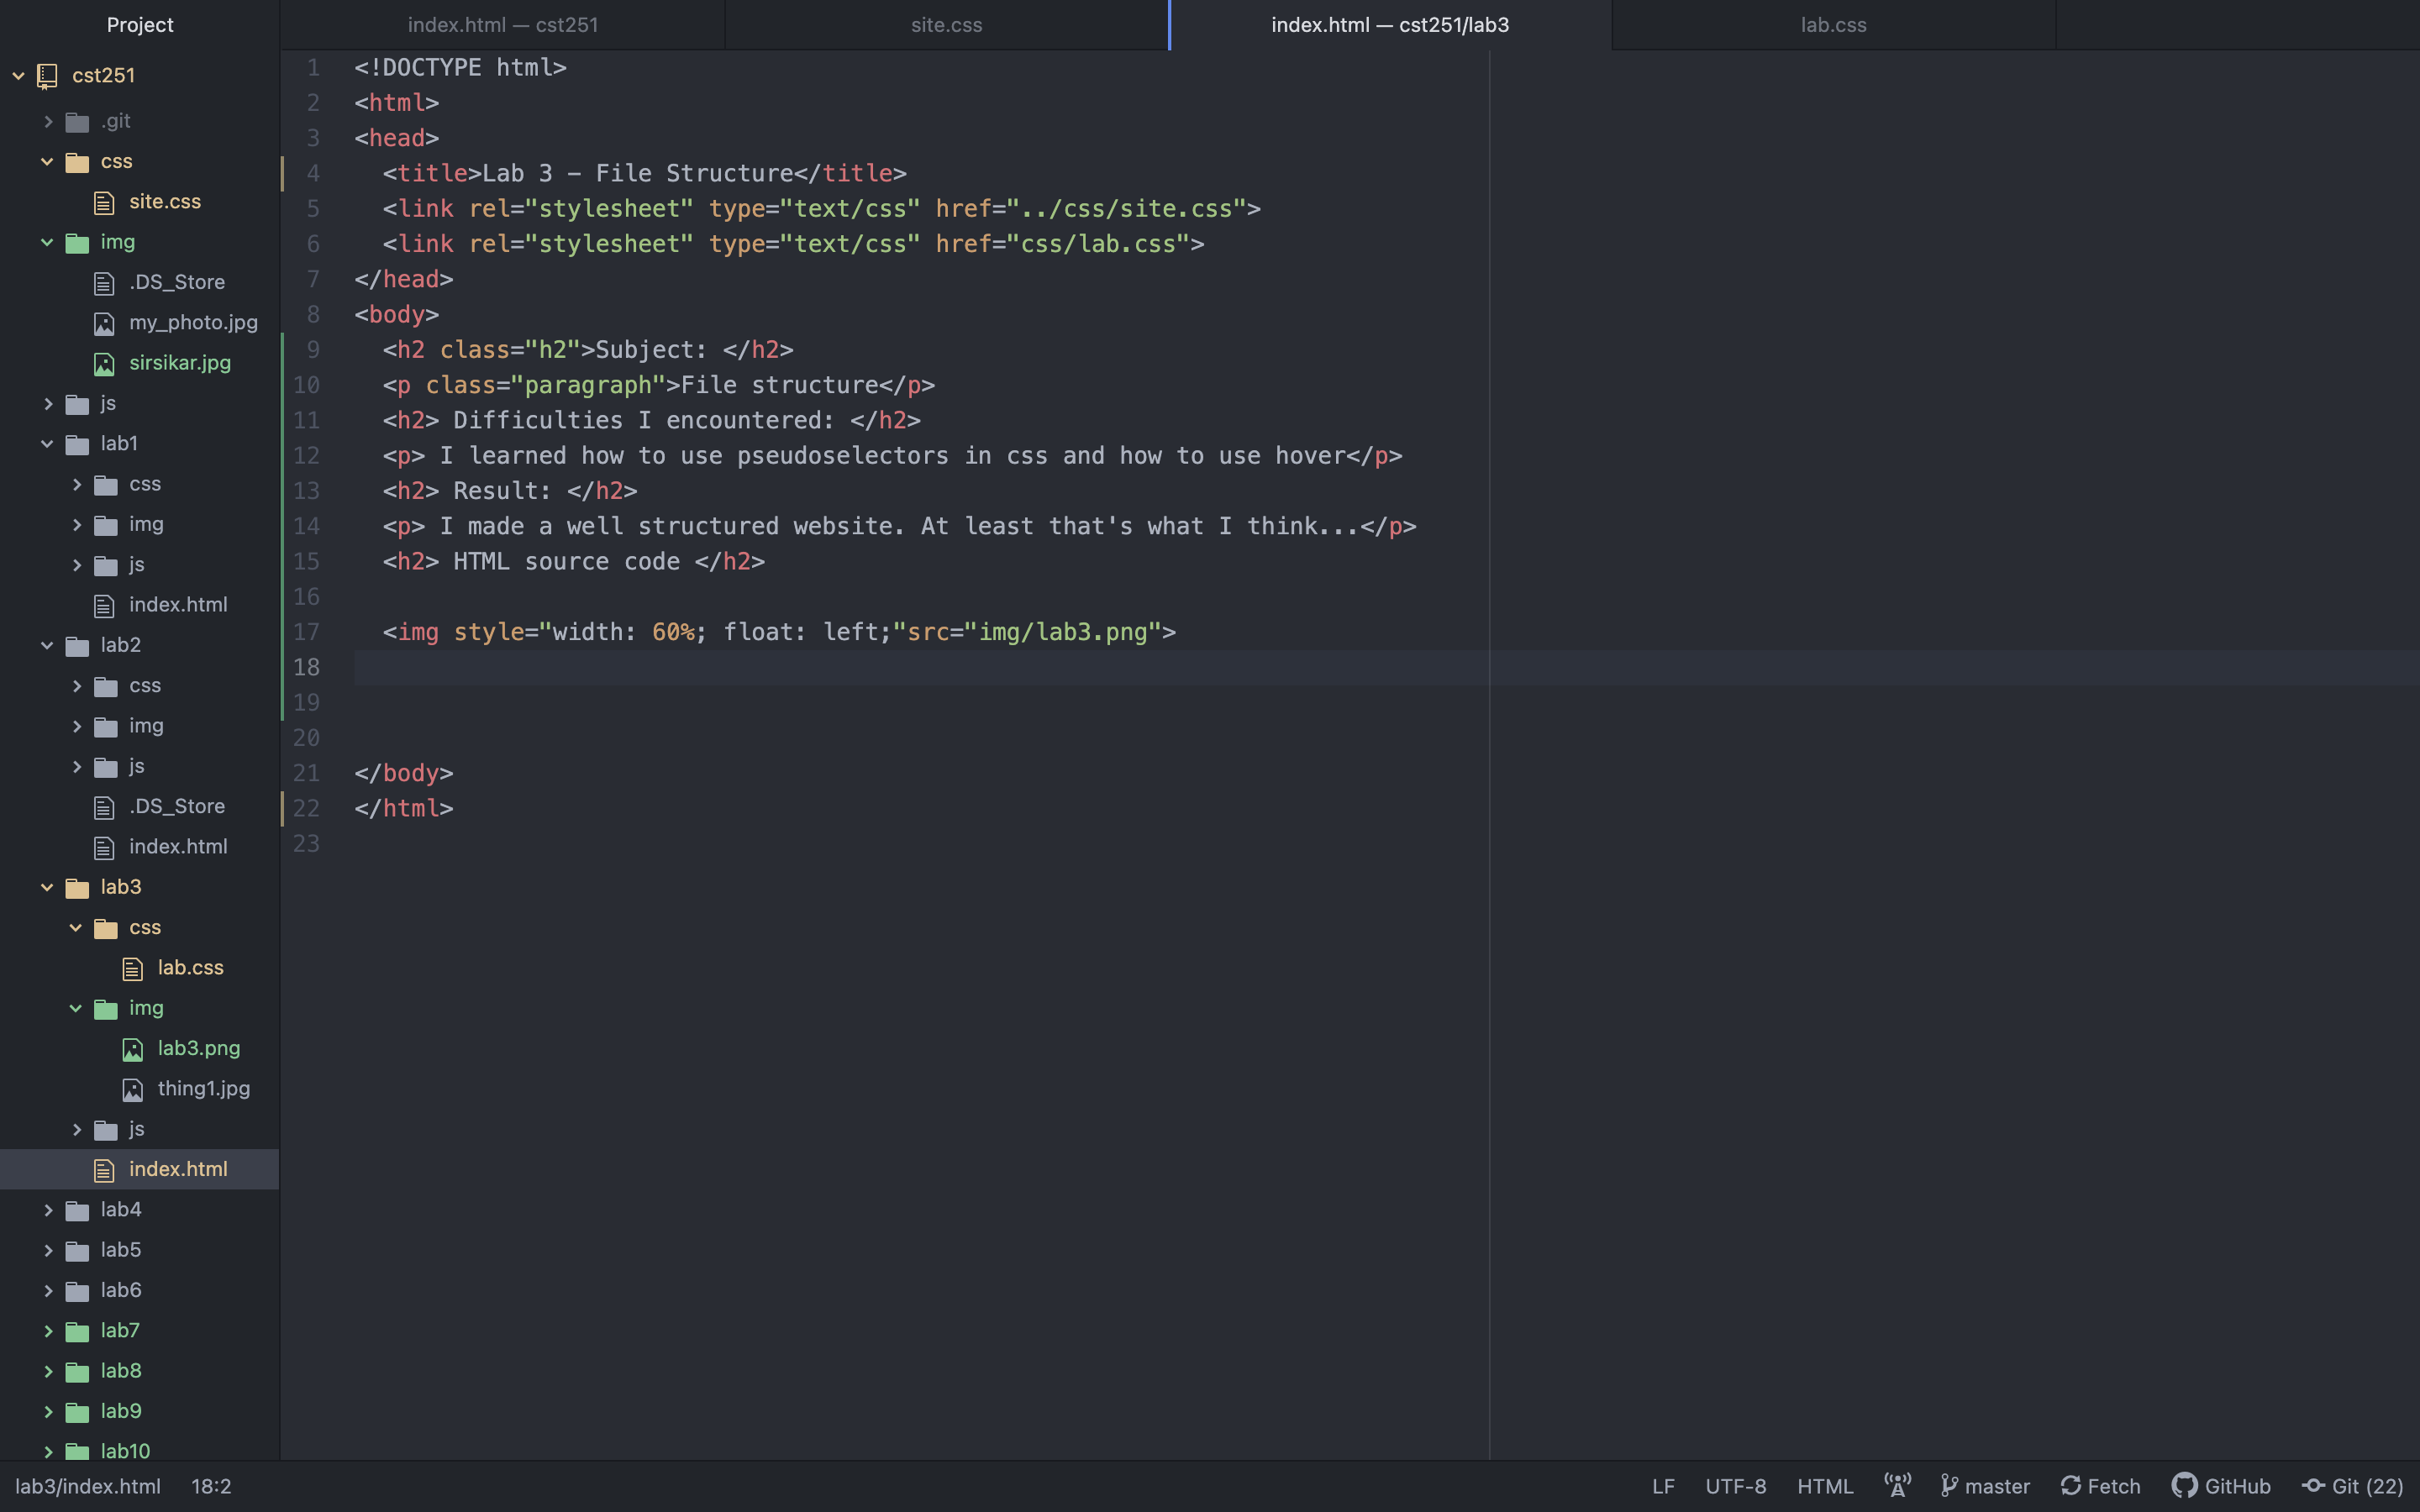 Project
index.html — cst251
site.css
index.html — cst251/lab3
lab.css
cst251
.git
css
site.css
img
.DS_Store
my_photo.jpg
sirsikar.jpg
js
lab1
css
img
js
index.html
lab2
css
img
js
.DS_Store
index.html
lab3
css
lab.css
img
lab3.png
thing1.jpg
js
index.html
lab4
lab5
lab6
lab7
lab8
lab9
lab10
1 <!DOCTYPE html>
2 <html>
3 <head>
4 <title>Lab 3 – File Structure</title>
5 <link rel="stylesheet" type="text/css" href="../css/site.css">
6 <link rel="stylesheet" type="text/css" href="css/lab.css">
7 </head>
8 <body>
9 <h2 class="h2">Subject: </h2>
10 <p class="paragraph">File structure</p>
11 <h2> Difficulties I encountered: </h2>
12 <p> I learned how to use pseudoselectors in css and how to use hover</p>
13 <h2> Result: </h2>
14 <p> I made a well structured website. At least that's what I think...</p>
15 <h2> HTML source code </h2>
16
17 <img style="width: 60%; float: left;"src="img/lab3.png">
18
19
20
21 </body>
22 </html>
23
lab3/index.html 18:2 LF UTF-8 HTML master Fetch GitHub Git (22)